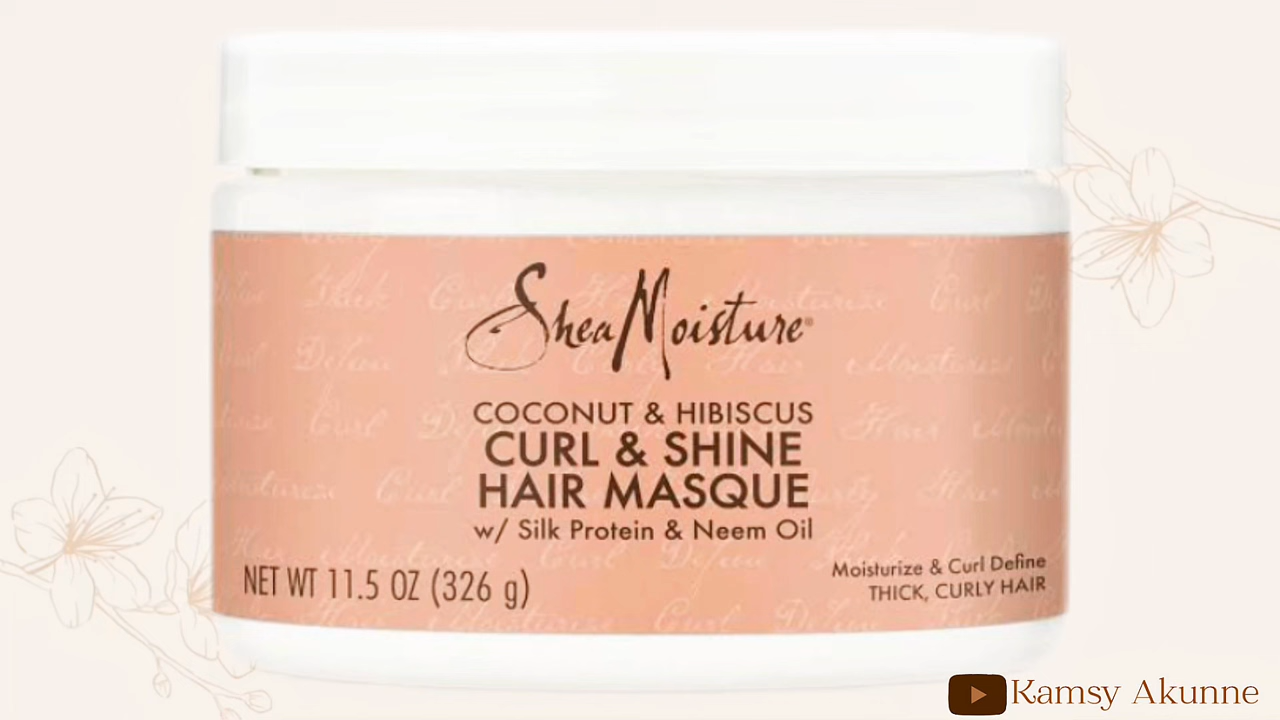 SheaMoisture®
COCONUT & HIBISCUS
CURL & SHINE
HAIR MASQUE
w/ Silk Protein & Neem Oil
NET WT 11.5 OZ (326 g)
Moisturize & Curl Define
THICK, CURLY HAIR
Kamsy Akunne